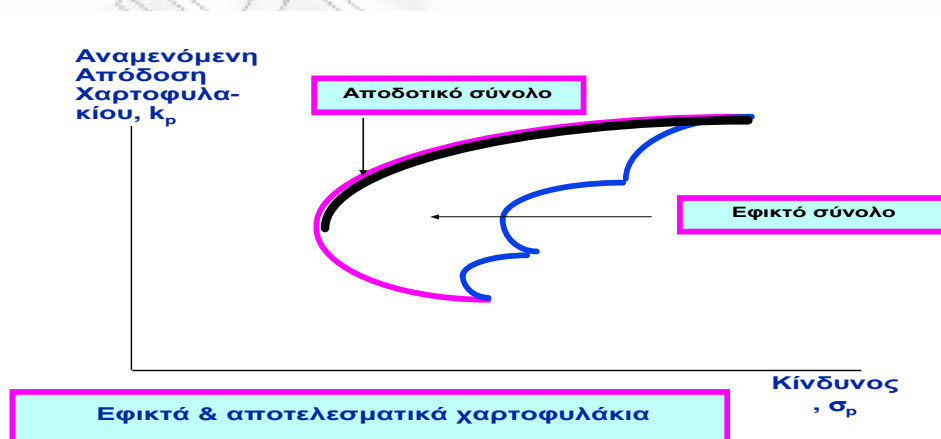 Αναμενόμενη
Απόδοση
Χαρτοφυλα-
κίου, kp
Αποδοτικό σύνολο
Εφικτό σύνολο
Κίνδυνος
, σp
Εφικτά & αποτελεσματικά χαρτοφυλάκια